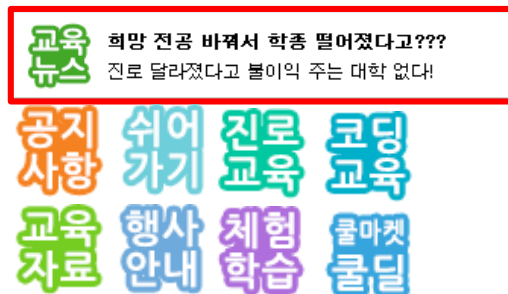 교육
뉴스
희망 전공 바꿔서 학종 떨어졌다고???
진로 달라졌다고 불이익 주는 대학 없다!
공지
사항
쉬어
가기
진로
교육
코딩
교육
교육
자료
행사
안내
체험
학습
쿨마켓
쿨딜